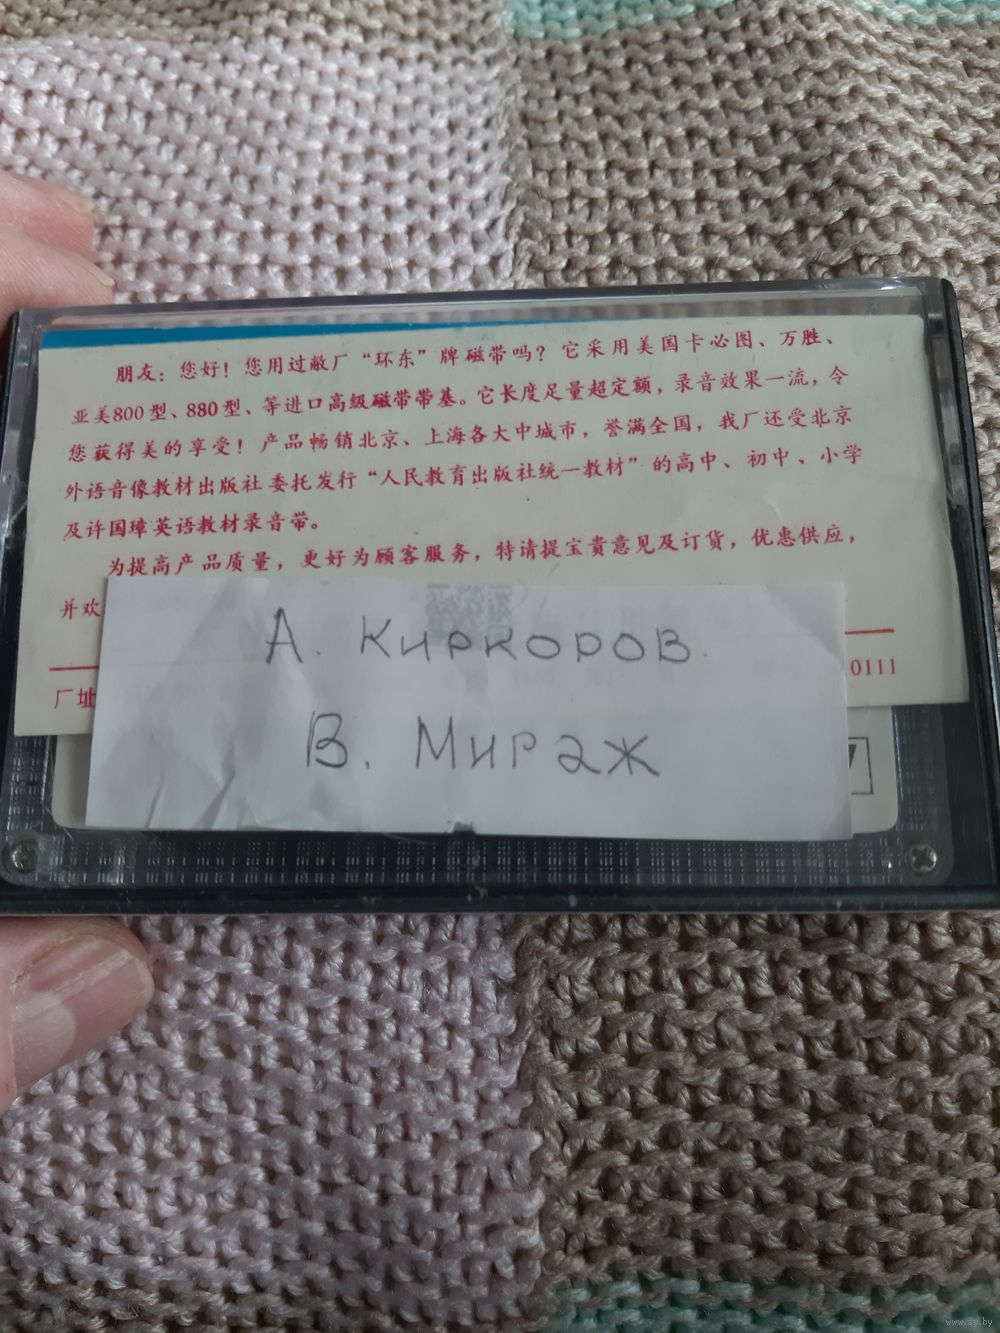 朋友：您好！您用过敝厂“环东”牌磁带吗？它采用美国卡必图、万胜、
亚美800型、880型、等进口高级磁带带基。它长度足量超定额，录音效果一流，令
您获得美的享受！产品畅销北京、上海各大中城市，誉满全国，我厂还受北京
外语音像教材出版社委托发行“人民教育出版社统一教材”的高中、初中、小学
及许国璋英语教材录音带。
为提高产品质量，更好为顾客服务，特请提宝贵意见及订货，优惠供应，
并欢
厂址 0111
А. Киркоров
В. Мираж
www.ay.by